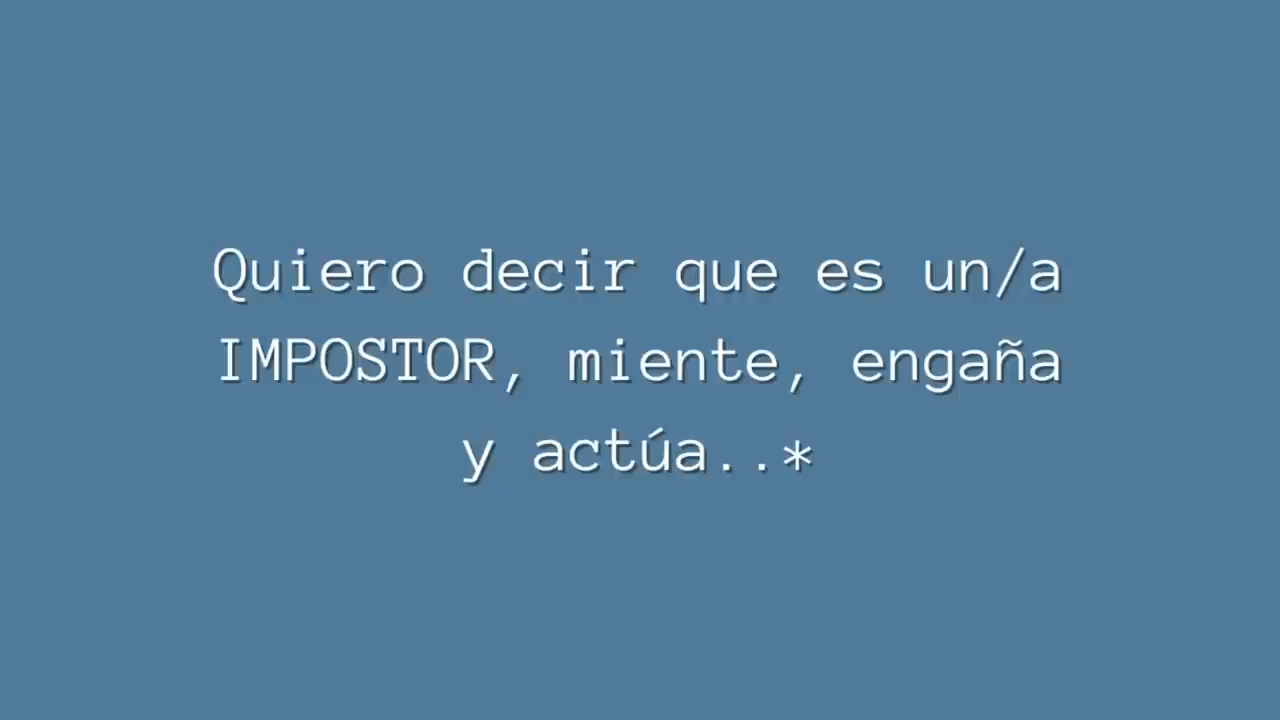 Quiero decir que es un/a
IMPOSTOR, miente, engaña
y actúa..*